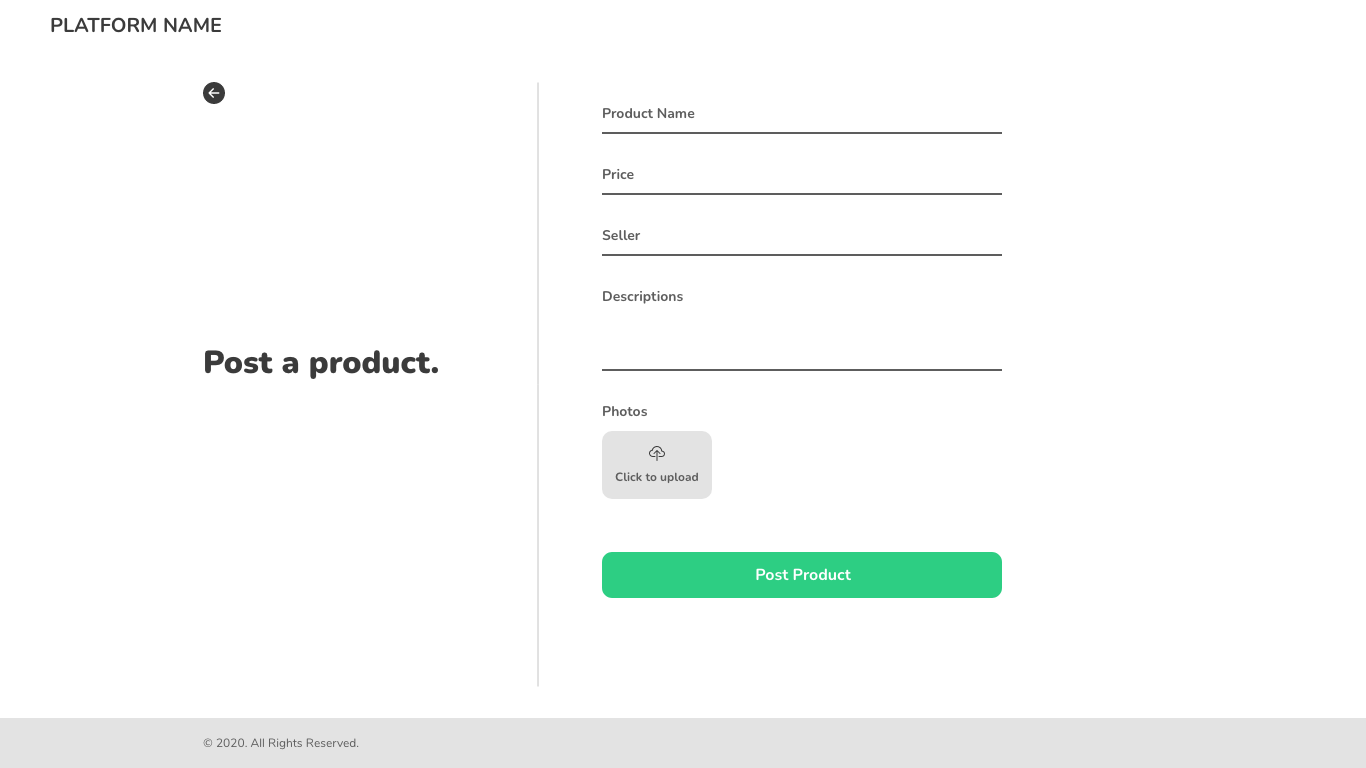 PLATFORM NAME
Post a product.
Product Name
Price
Seller
Descriptions
Photos
Click to upload
Post Product
© 2020. All Rights Reserved.